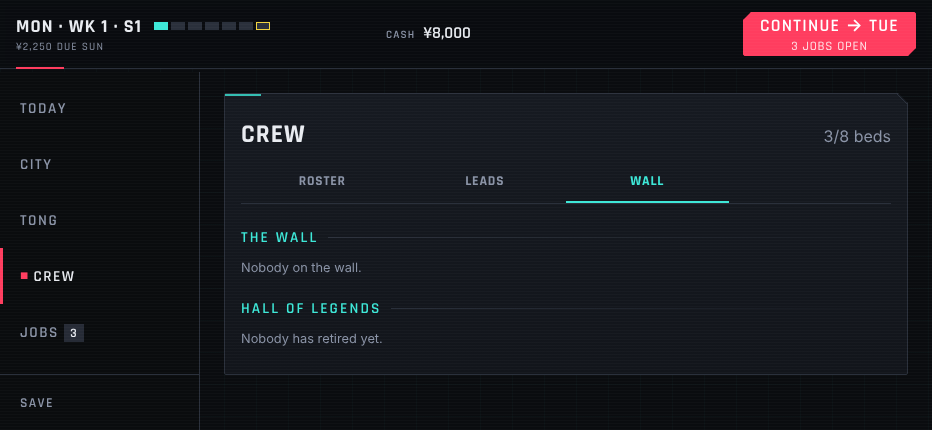 MON · WK 1 · S1
¥2,250 DUE SUN
CASH ¥8,000
CONTINUE → TUE
3 JOBS OPEN
TODAY
CITY
TONG
CREW
JOBS 3
SAVE
CREW
3/8 beds
ROSTER LEADS WALL
THE WALL
Nobody on the wall.
HALL OF LEGENDS
Nobody has retired yet.